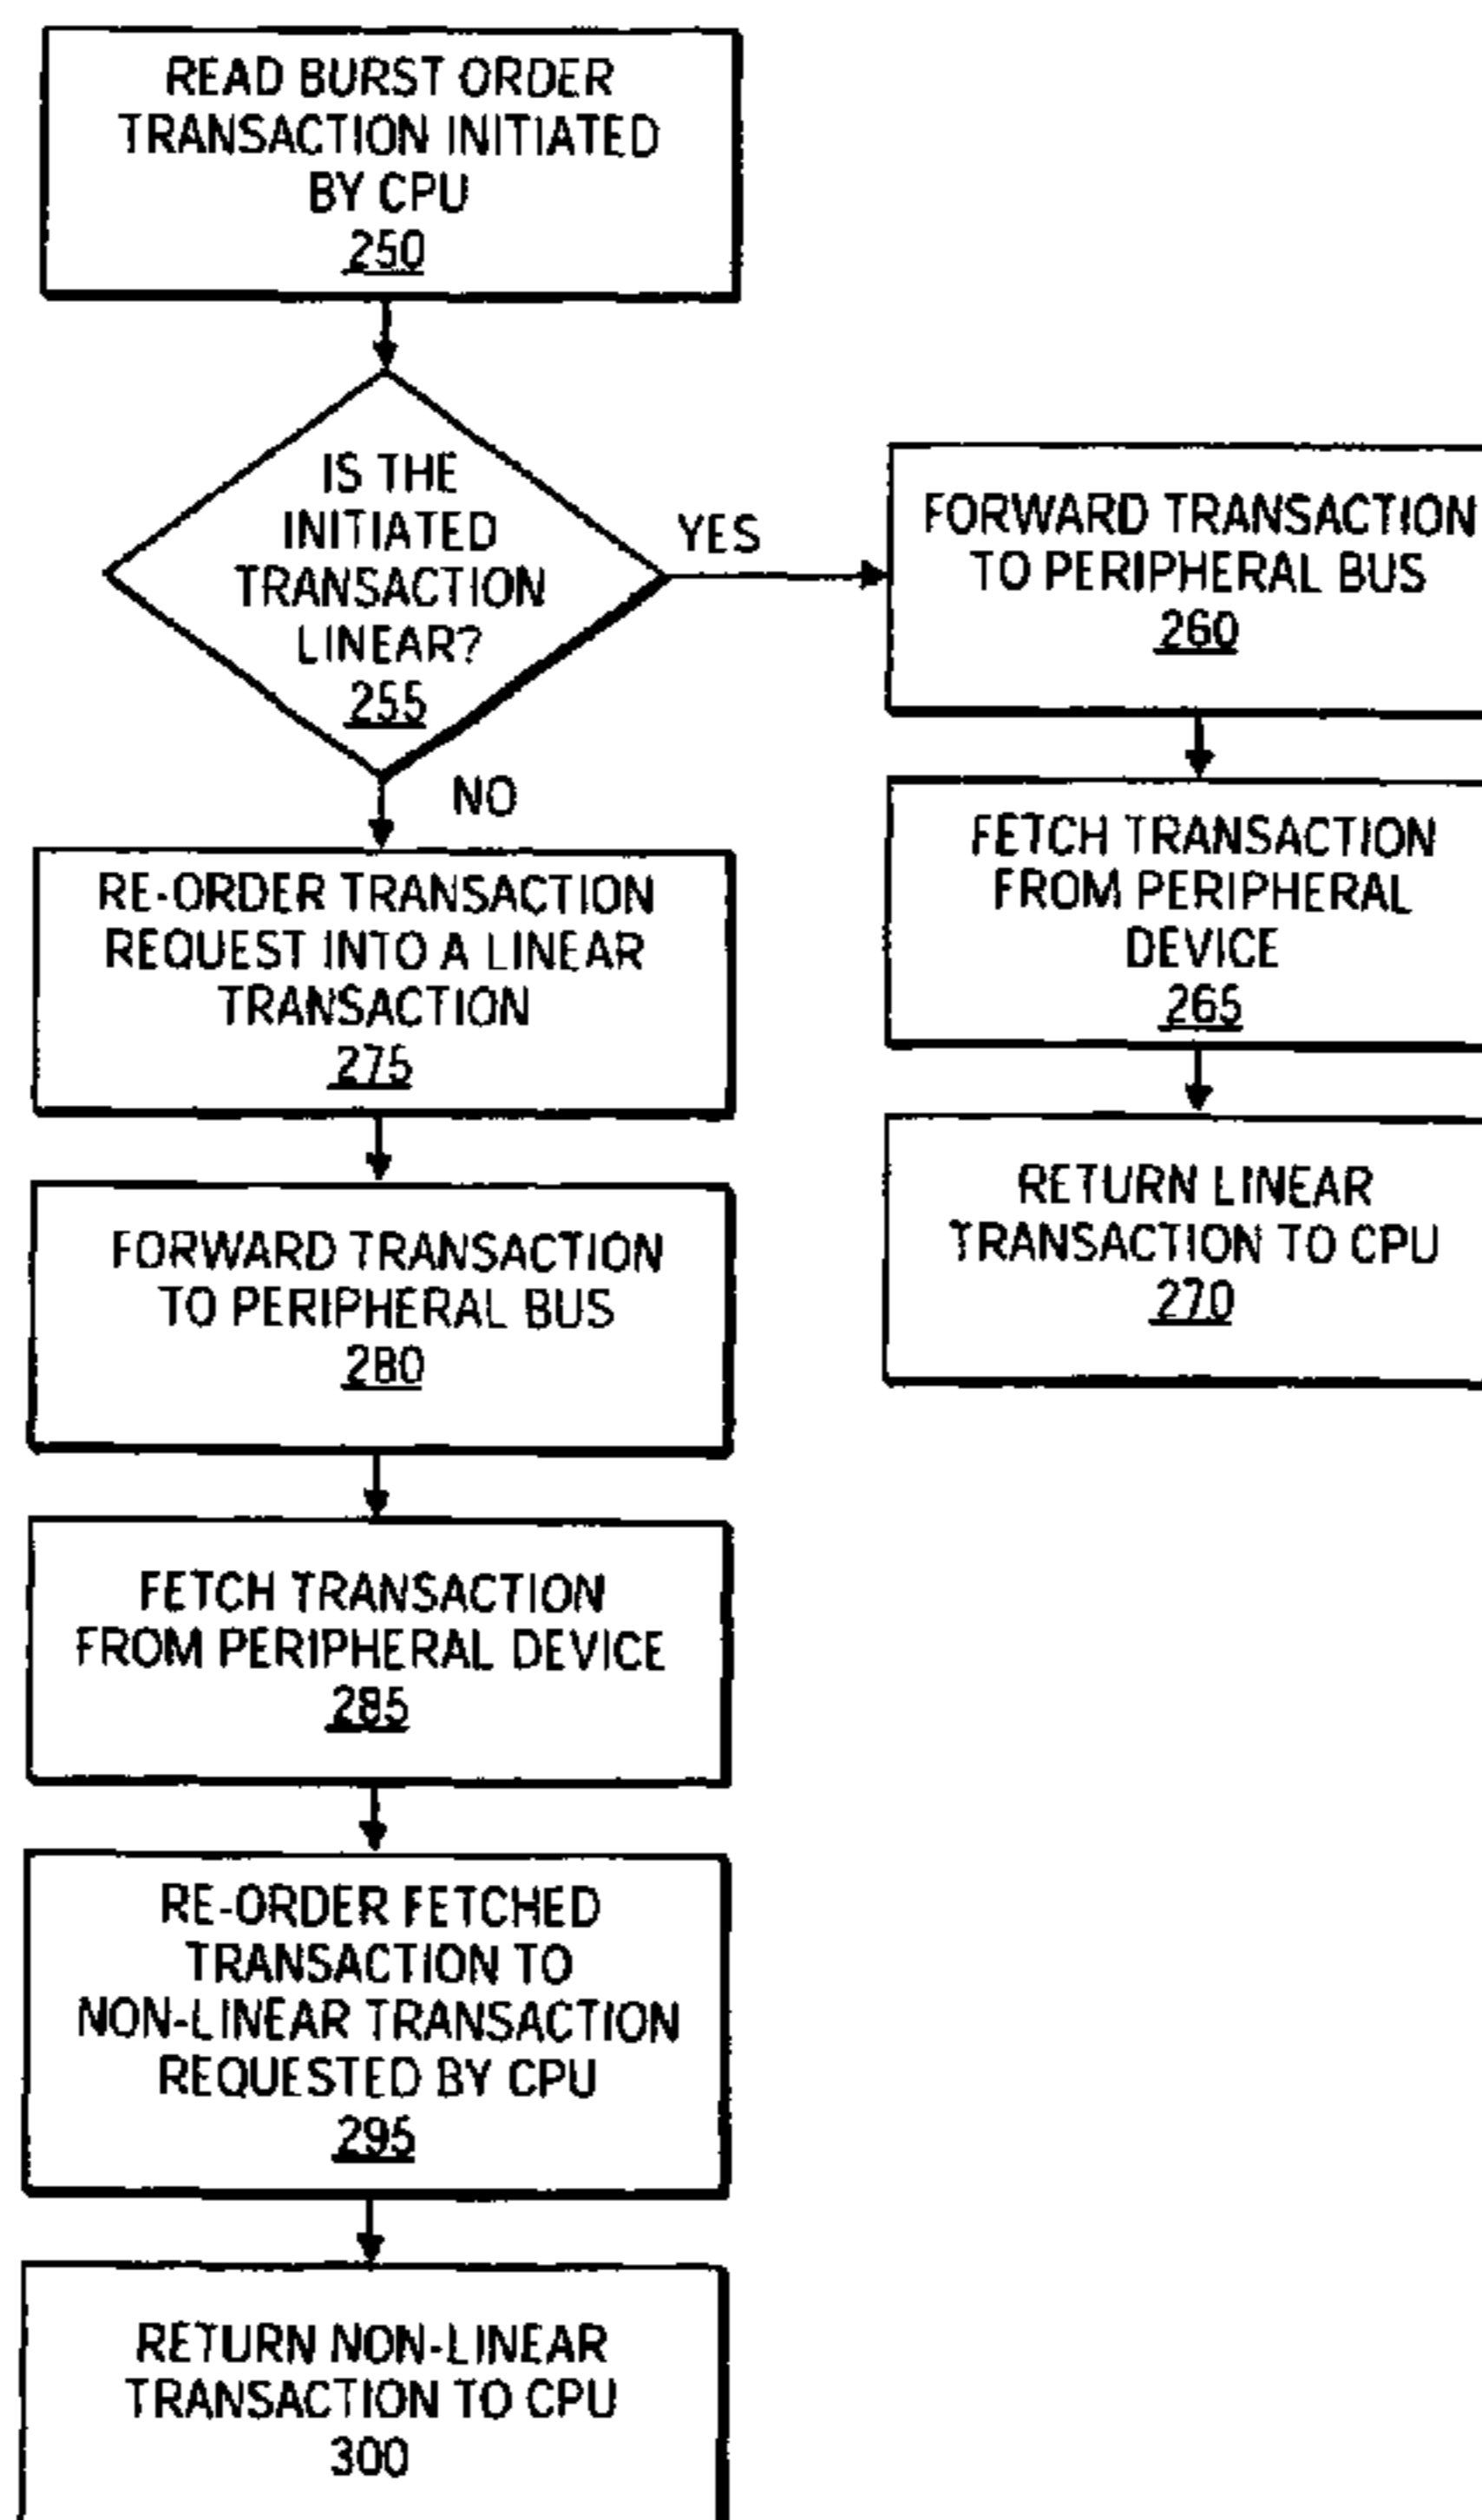 READ BURST ORDER
TRANSACTION INITIATED
BY CPU
250
IS THE
INITIATED
TRANSACTION
LINEAR?
255
YES
NO
FORWARD TRANSACTION
TO PERIPHERAL BUS
260
FETCH TRANSACTION
FROM PERIPHERAL
DEVICE
265
RETURN LINEAR
TRANSACTION TO CPU
270
RE-ORDER TRANSACTION
REQUEST INTO A LINEAR
TRANSACTION
275
FORWARD TRANSACTION
TO PERIPHERAL BUS
280
FETCH TRANSACTION
FROM PERIPHERAL DEVICE
285
RE-ORDER FETCHED
TRANSACTION TO
NON-LINEAR TRANSACTION
REQUESTED BY CPU
295
RETURN NON-LINEAR
TRANSACTION TO CPU
300